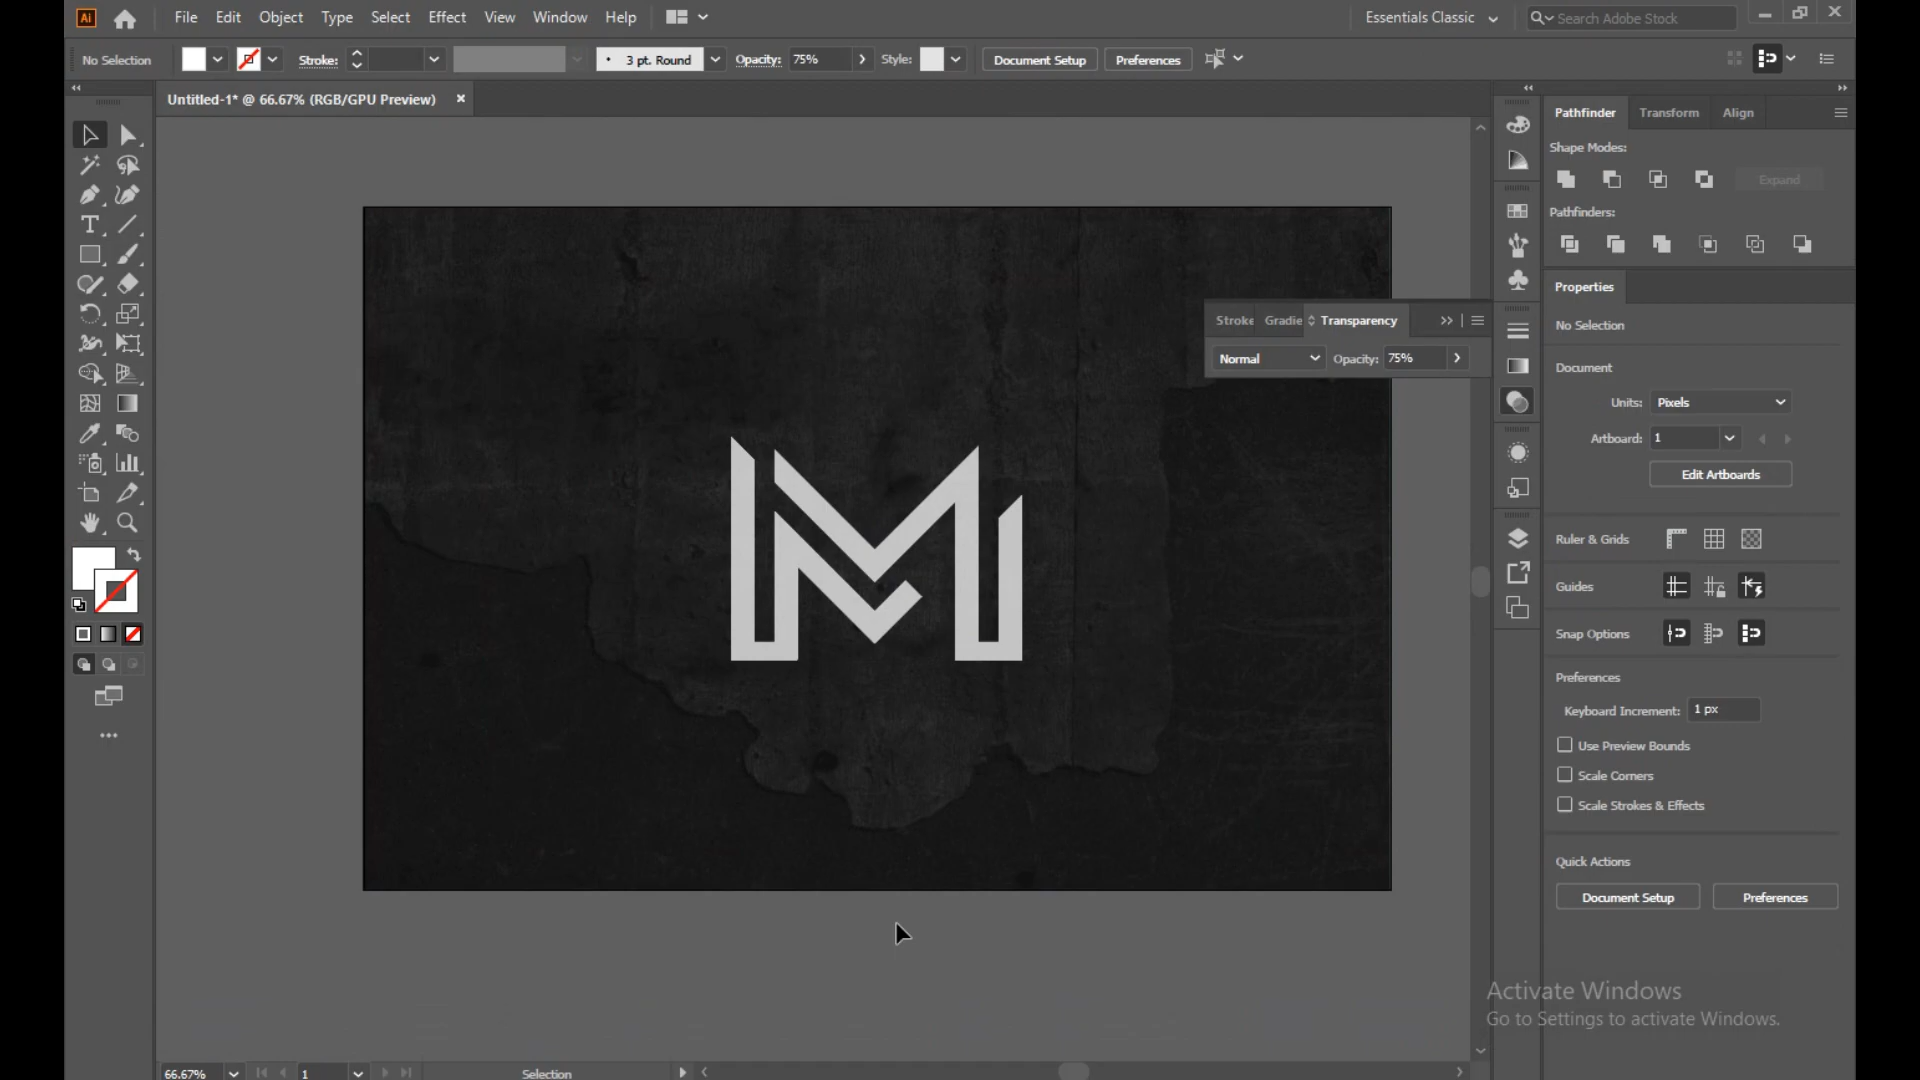 Ai
File Edit Object Type Select Effect View Window Help
Essentials Classic
Search Adobe Stock
No Selection
Stroke:
3 pt. Round
Opacity: 75%
Style:
Document Setup
Preferences
Untitled-1* @ 66.67% (RGB/GPU Preview)
Pathfinder Transform Align
Shape Modes:
Expand
Pathfinders:
Properties
No Selection
Document
Units: Pixels
Artboard: 1
Edit Artboards
Ruler & Grids
Guides
Snap Options
Preferences
Keyboard Increment: 1 px
Use Preview Bounds
Scale Corners
Scale Strokes & Effects
Quick Actions
Document Setup
Preferences
Stroke Gradie Transparency
Normal
Opacity: 75%
M
Activate Windows
Go to Settings to activate Windows.
66.67%
1
Selection